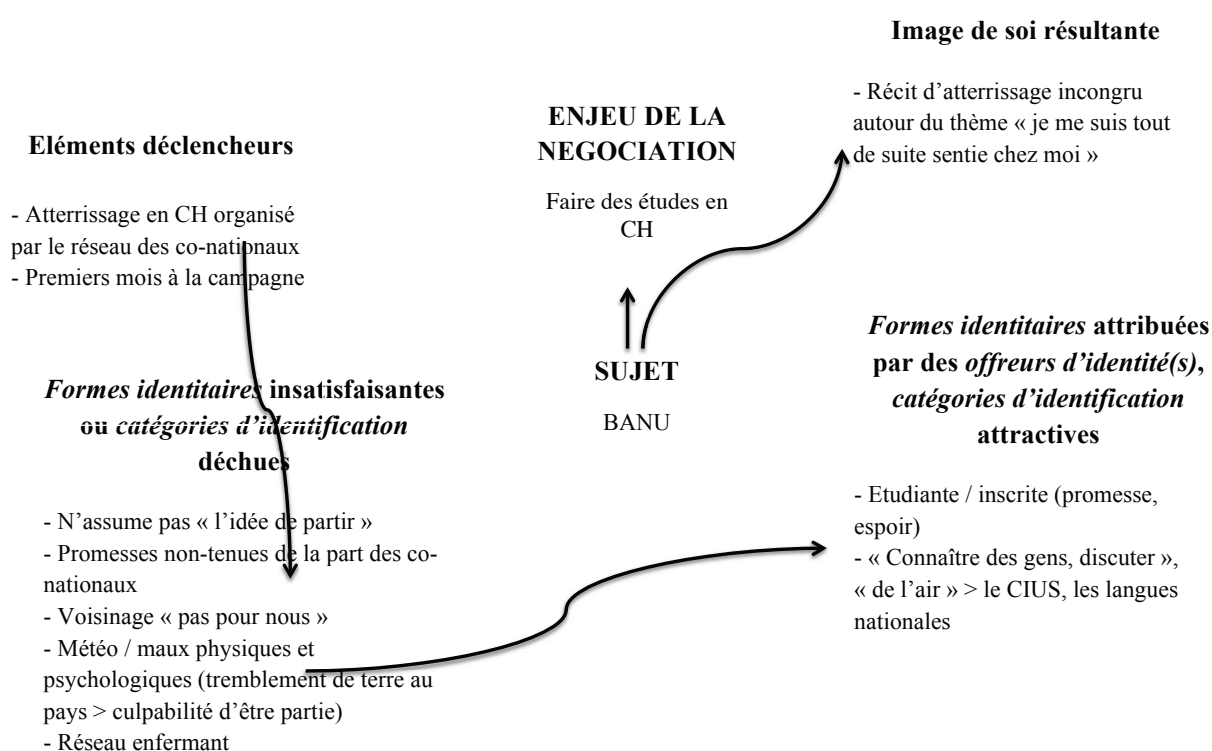 Image de soi résultante
- Récit d’atterrissage incongru
autour du thème « je me suis tout
de suite sentie chez moi »
ENJEU DE LA
NEGOCIATION
Faire des études en
CH
Eléments déclencheurs
- Atterrissage en CH organisé
par le réseau des co-nationaux
- Premiers mois à la campagne
Formes identitaires insatisfaisantes
ou catégories d’identification
déchues
- N’assume pas « l’idée de partir »
- Promesses non-tenues de la part des co-
nationaux
- Voisinage « pas pour nous »
- Météo / maux physiques et
psychologiques (tremblement de terre au
pays > culpabilité d’être partie)
- Réseau enfermant
SUJET
BANU
Formes identitaires attribuées
par des offreurs d’identité(s),
catégories d’identification
attractives
- Etudiante / inscrite (promesse,
espoir)
- « Connaître des gens, discuter »,
« de l’air » > le CIUS, les langues
nationales